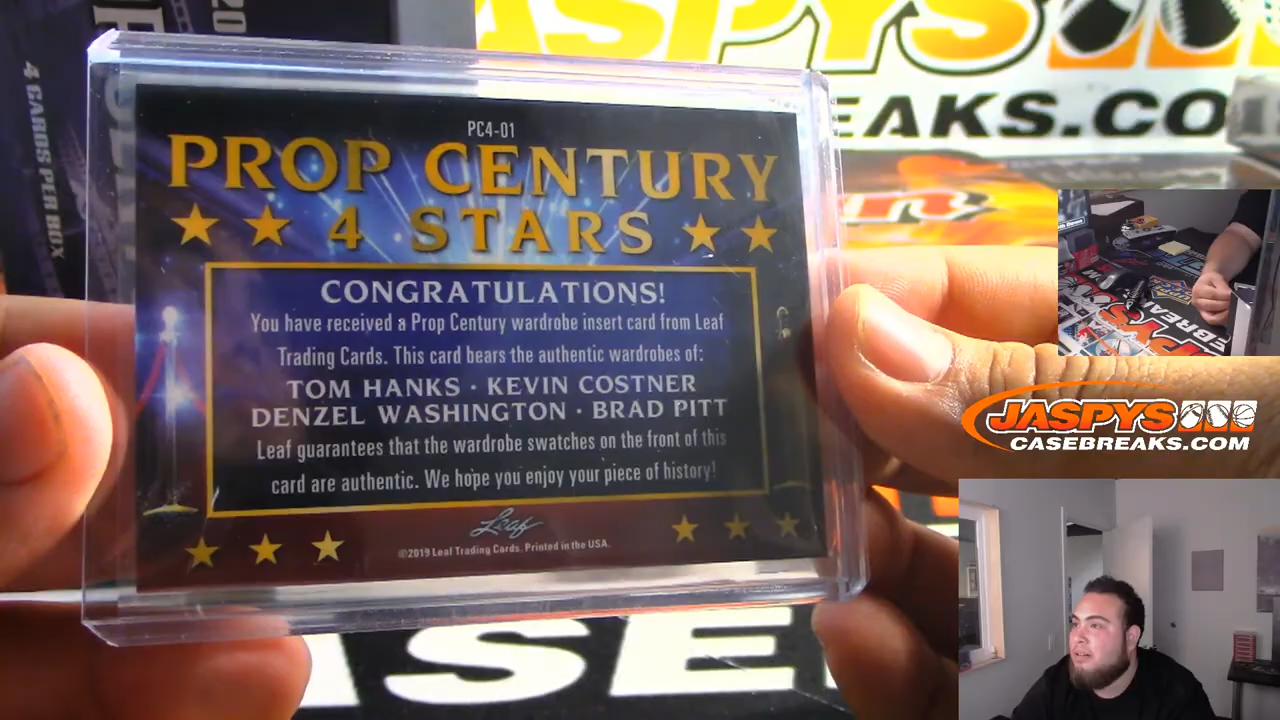 4 CARDS PER BOX
20
ASPYS
EAKS.CO
PC4-01
PROP CENTURY
4 STARS
CONGRATULATIONS!
You have received a Prop Century wardrobe insert card from Leaf
Trading Cards. This card bears the authentic wardrobes of:
TOM HANKS · KEVIN COSTNER
DENZEL WASHINGTON · BRAD PITT
Leaf guarantees that the wardrobe swatches on the front of this
card are authentic. We hope you enjoy your piece of history!
Leaf
©2019 Leaf Trading Cards. Printed in the USA.
ASE
JASPYS
CASEBREAKS.COM